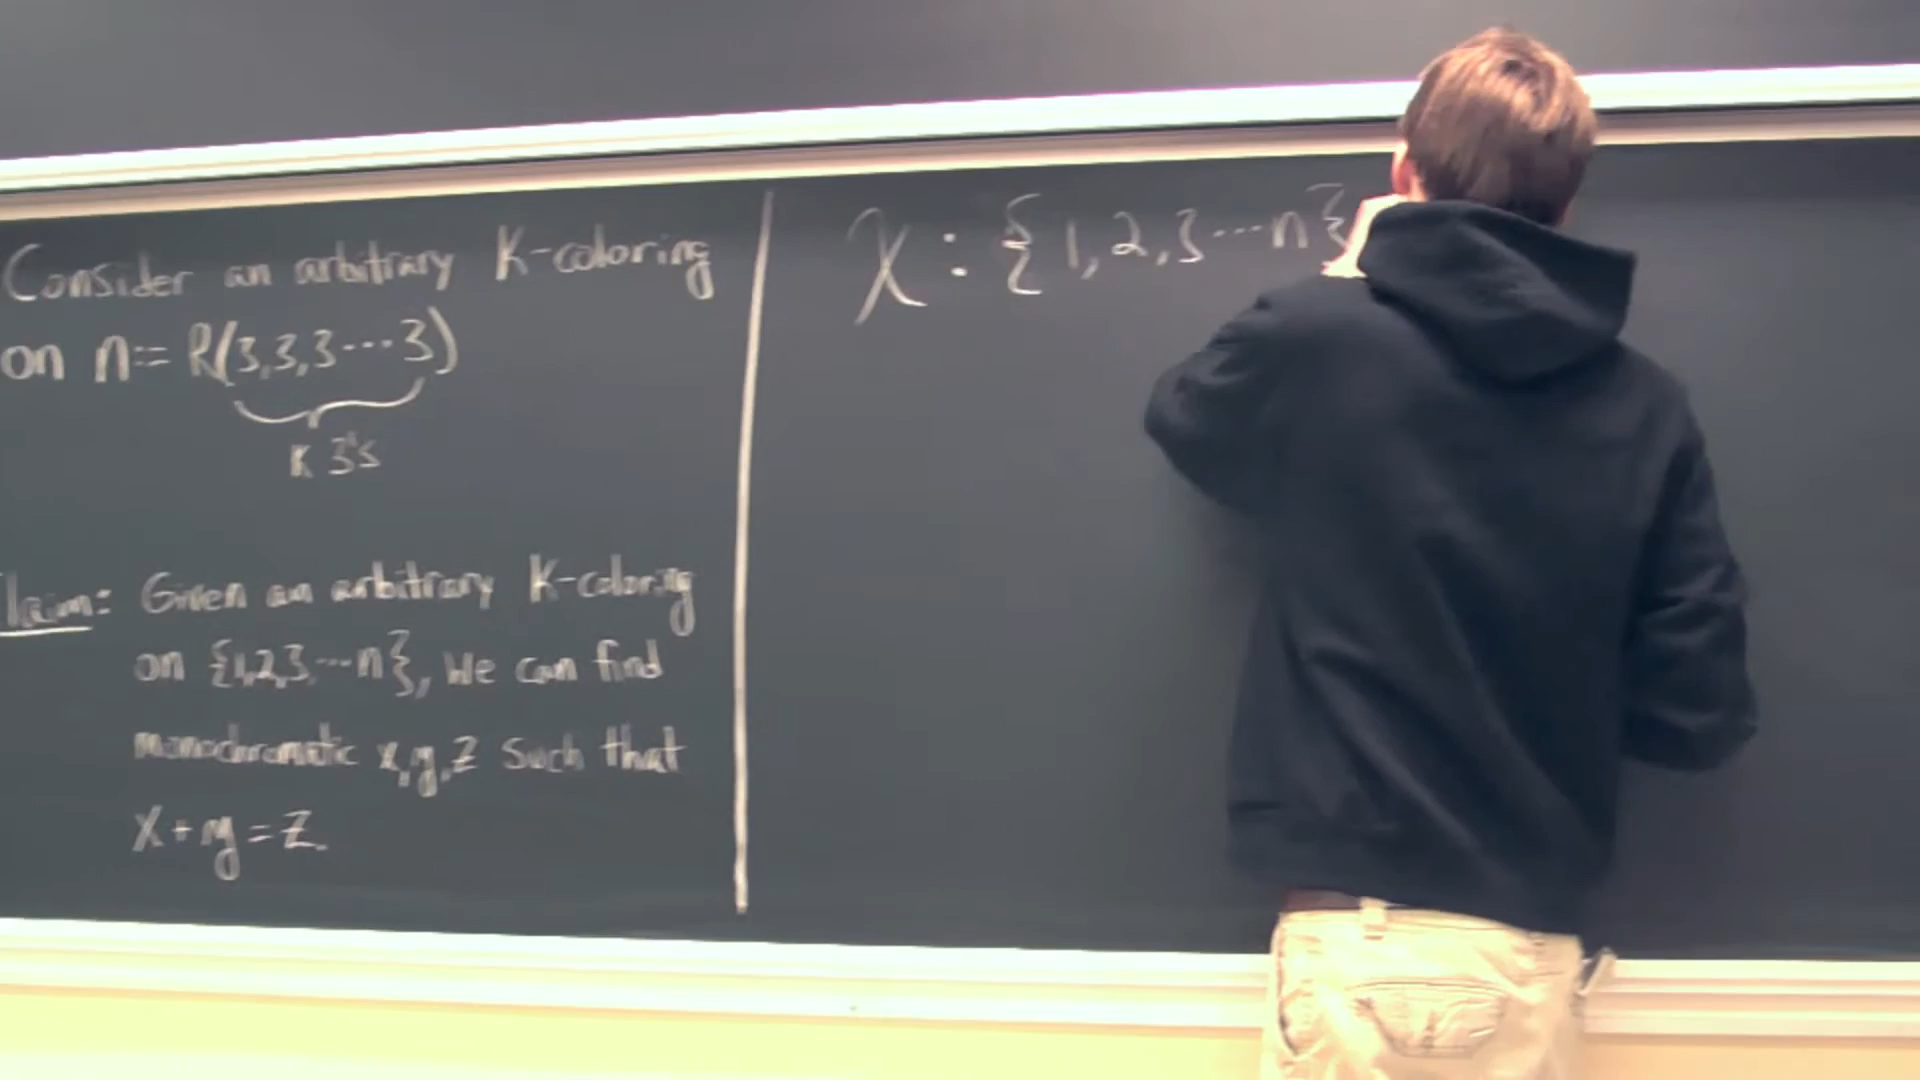 Consider an arbitrary K-coloring
on n:= R(3,3,3···3)
K 3's
Claim: Given an arbitrary K-coloring
on {1,2,3,···n}, We can find
monochromatic x,y,z such that
x+y=z.
χ: {1,2,3···n}